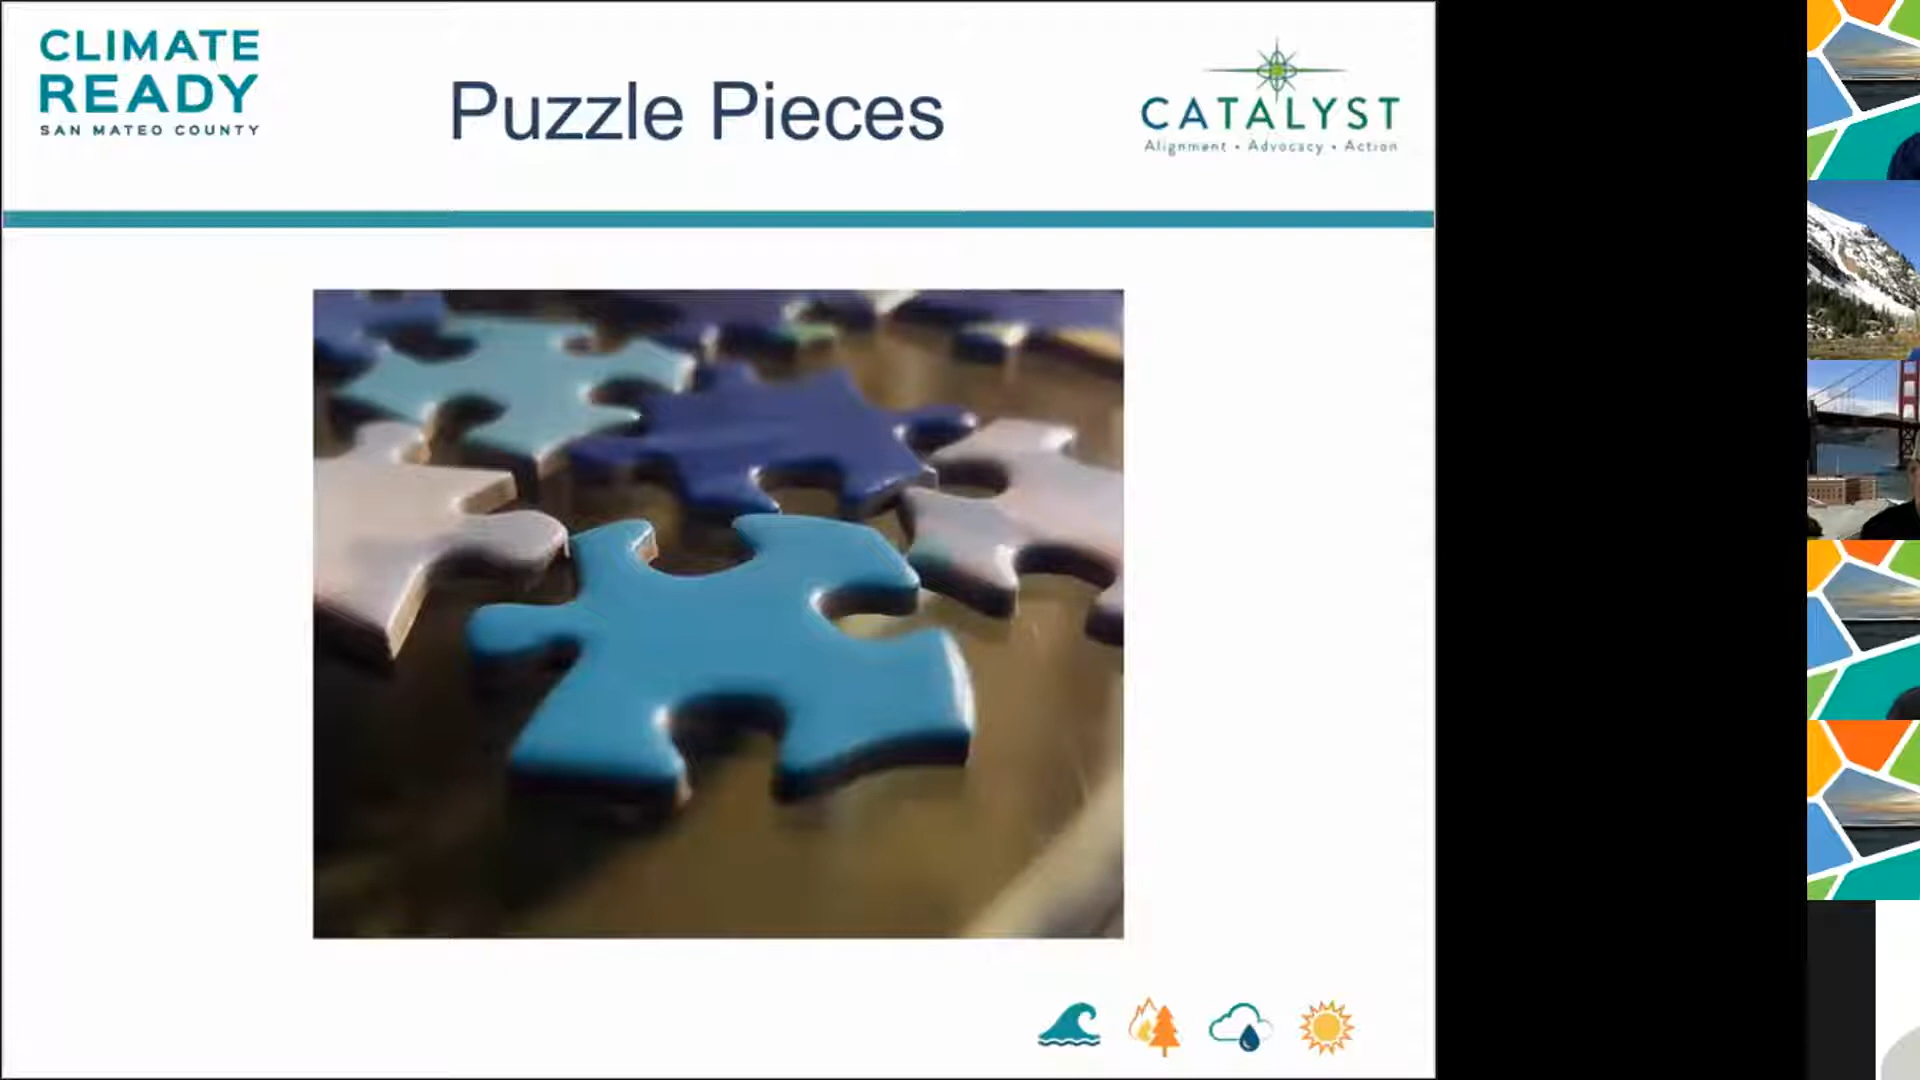 CLIMATE
READY
SAN MATEO COUNTY
Puzzle Pieces
CATALYST
Alignment • Advocacy • Action